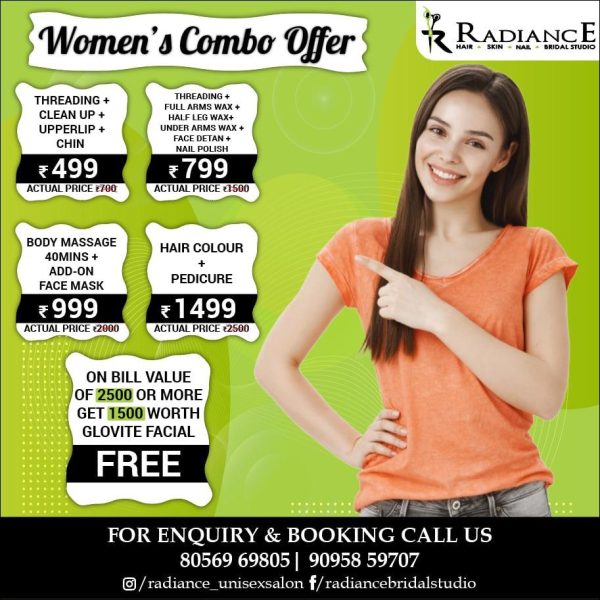 Women's Combo Offer
RADIANCE
HAIR SKIN NAIL BRIDAL STUDIO
THREADING +
CLEAN UP +
UPPERLIP +
CHIN
₹ 499
ACTUAL PRICE ₹700
THREADING +
FULL ARMS WAX +
HALF LEG WAX+
UNDER ARMS WAX +
FACE DETAN +
NAIL POLISH
₹ 799
ACTUAL PRICE ₹1500
BODY MASSAGE
40MINS +
ADD-ON
FACE MASK
₹ 999
ACTUAL PRICE ₹2000
HAIR COLOUR
+
PEDICURE
₹ 1499
ACTUAL PRICE ₹2500
ON BILL VALUE
OF 2500 OR MORE
GET 1500 WORTH
GLOVITE FACIAL
FREE
FOR ENQUIRY & BOOKING CALL US
80569 69805| 90958 59707
/radiance_unisexsalon f/radiancebridalstudio